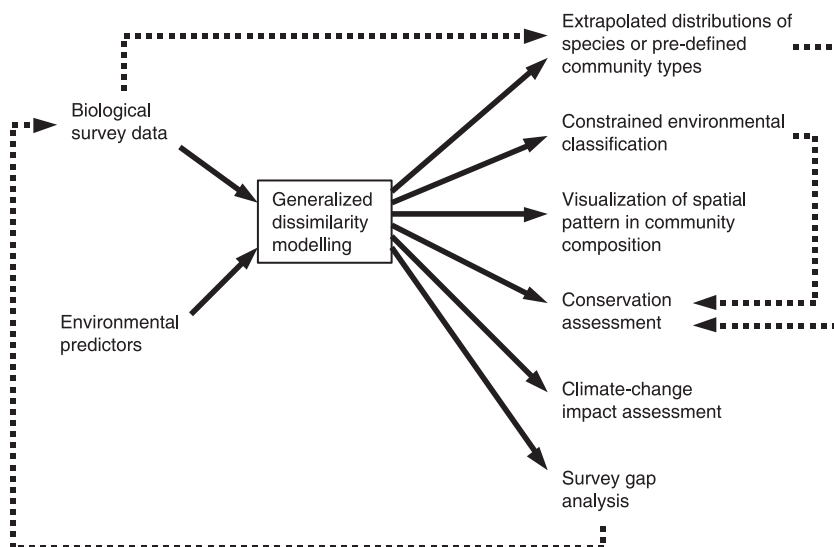 Biological
survey data
Environmental
predictors
Generalized
dissimilarity
modelling
Extrapolated distributions of
species or pre-defined
community types
Constrained environmental
classification
Visualization of spatial
pattern in community
composition
Conservation
assessment
Climate-change
impact assessment
Survey gap
analysis